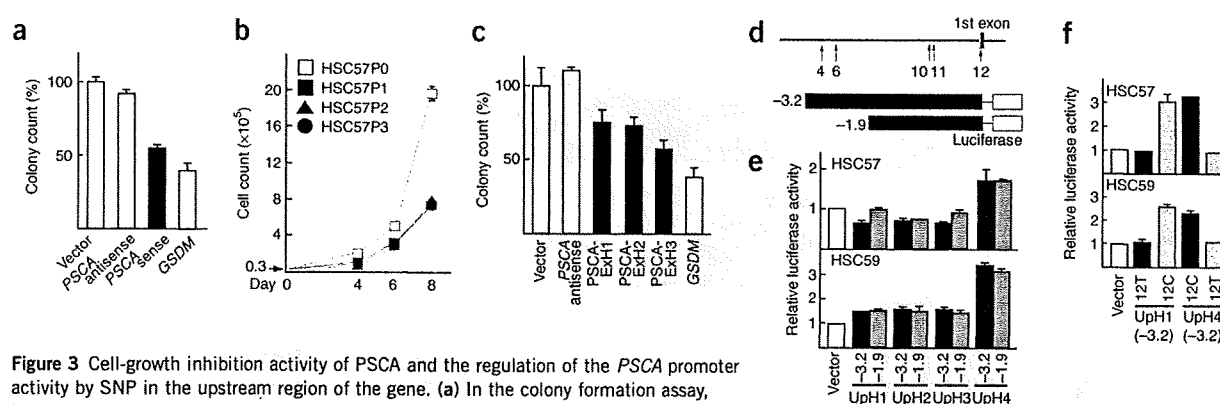 a
Colony count (%)
100
50
Vector
PSCA antisense
PSCA sense
GSDM
b
Cell count (×10⁵)
20
16
12
8
4
0.3
Day
0
4
6
8
HSC57P0
HSC57P1
HSC57P2
HSC57P3
c
Colony count (%)
100
50
Vector
PSCA antisense
PSCA-ExH1
PSCA-ExH2
PSCA-ExH3
GSDM
d
1st exon
4 6 10 11 12
−3.2
−1.9
Luciferase
e
Relative luciferase activity
HSC57
1
HSC59
3
2
1
Vector
−3.2 −1.9 −3.2 −1.9 −3.2 −1.9 −3.2 −1.9
UpH1 UpH2 UpH3 UpH4
f
Relative luciferase activity
HSC57
3
2
1
HSC59
3
2
1
Vector
12T 12C 12C 12T
UpH1 UpH4
(−3.2) (−3.2)
Figure 3 Cell-growth inhibition activity of PSCA and the regulation of the PSCA promoter
activity by SNP in the upstream region of the gene. (a) In the colony formation assay,